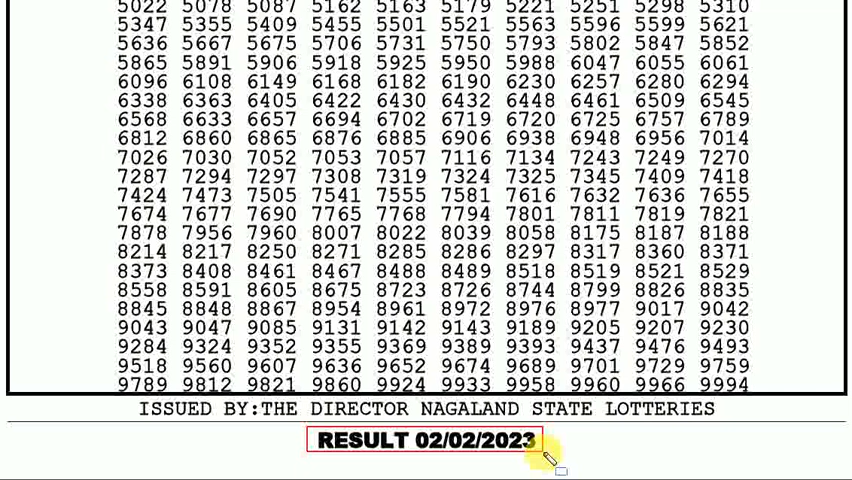 5022 5078 5087 5162 5163 5179 5221 5251 5298 5310
5347 5355 5409 5455 5501 5521 5563 5596 5599 5621
5636 5667 5675 5706 5731 5750 5793 5802 5847 5852
5865 5891 5906 5918 5925 5950 5988 6047 6055 6061
6096 6108 6149 6168 6182 6190 6230 6257 6280 6294
6338 6363 6405 6422 6430 6432 6448 6461 6509 6545
6568 6633 6657 6694 6702 6719 6720 6725 6757 6789
6812 6860 6865 6876 6885 6906 6938 6948 6956 7014
7026 7030 7052 7053 7057 7116 7134 7243 7249 7270
7287 7294 7297 7308 7319 7324 7325 7345 7409 7418
7424 7473 7505 7541 7555 7581 7616 7632 7636 7655
7674 7677 7690 7765 7768 7794 7801 7811 7819 7821
7878 7956 7960 8007 8022 8039 8058 8175 8187 8188
8214 8217 8250 8271 8285 8286 8297 8317 8360 8371
8373 8408 8461 8467 8488 8489 8518 8519 8521 8529
8558 8591 8605 8675 8723 8726 8744 8799 8826 8835
8845 8848 8867 8954 8961 8972 8976 8977 9017 9042
9043 9047 9085 9131 9142 9143 9189 9205 9207 9230
9284 9324 9352 9355 9369 9389 9393 9437 9476 9493
9518 9560 9607 9636 9652 9674 9689 9701 9729 9759
9789 9812 9821 9860 9924 9933 9958 9960 9966 9994
ISSUED BY:THE DIRECTOR NAGALAND STATE LOTTERIES
RESULT 02/02/2023